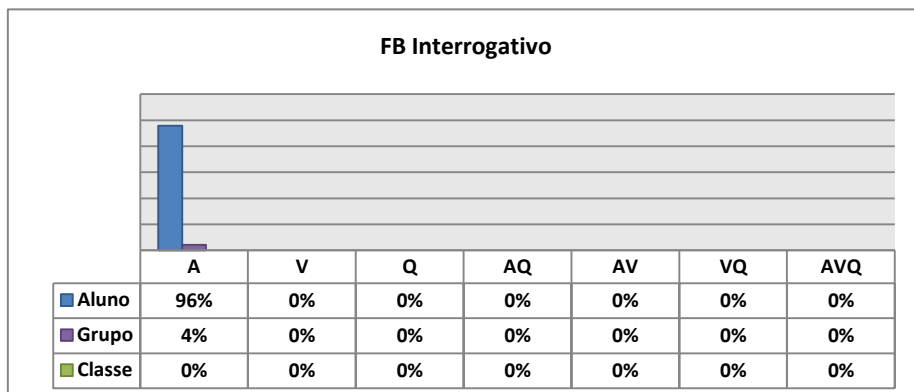 FB Interrogativo
A V Q AQ AV VQ AVQ
Aluno 96% 0% 0% 0% 0% 0% 0%
Grupo 4% 0% 0% 0% 0% 0% 0%
Classe 0% 0% 0% 0% 0% 0% 0%